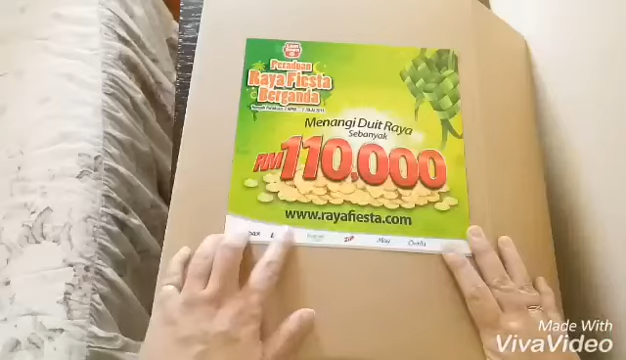 Peraduan
Raya Fiesta
Berganda
Menangi Duit Raya
Sebanyak
RM110,000
www.rayafiesta.com
Made With
VivaVideo